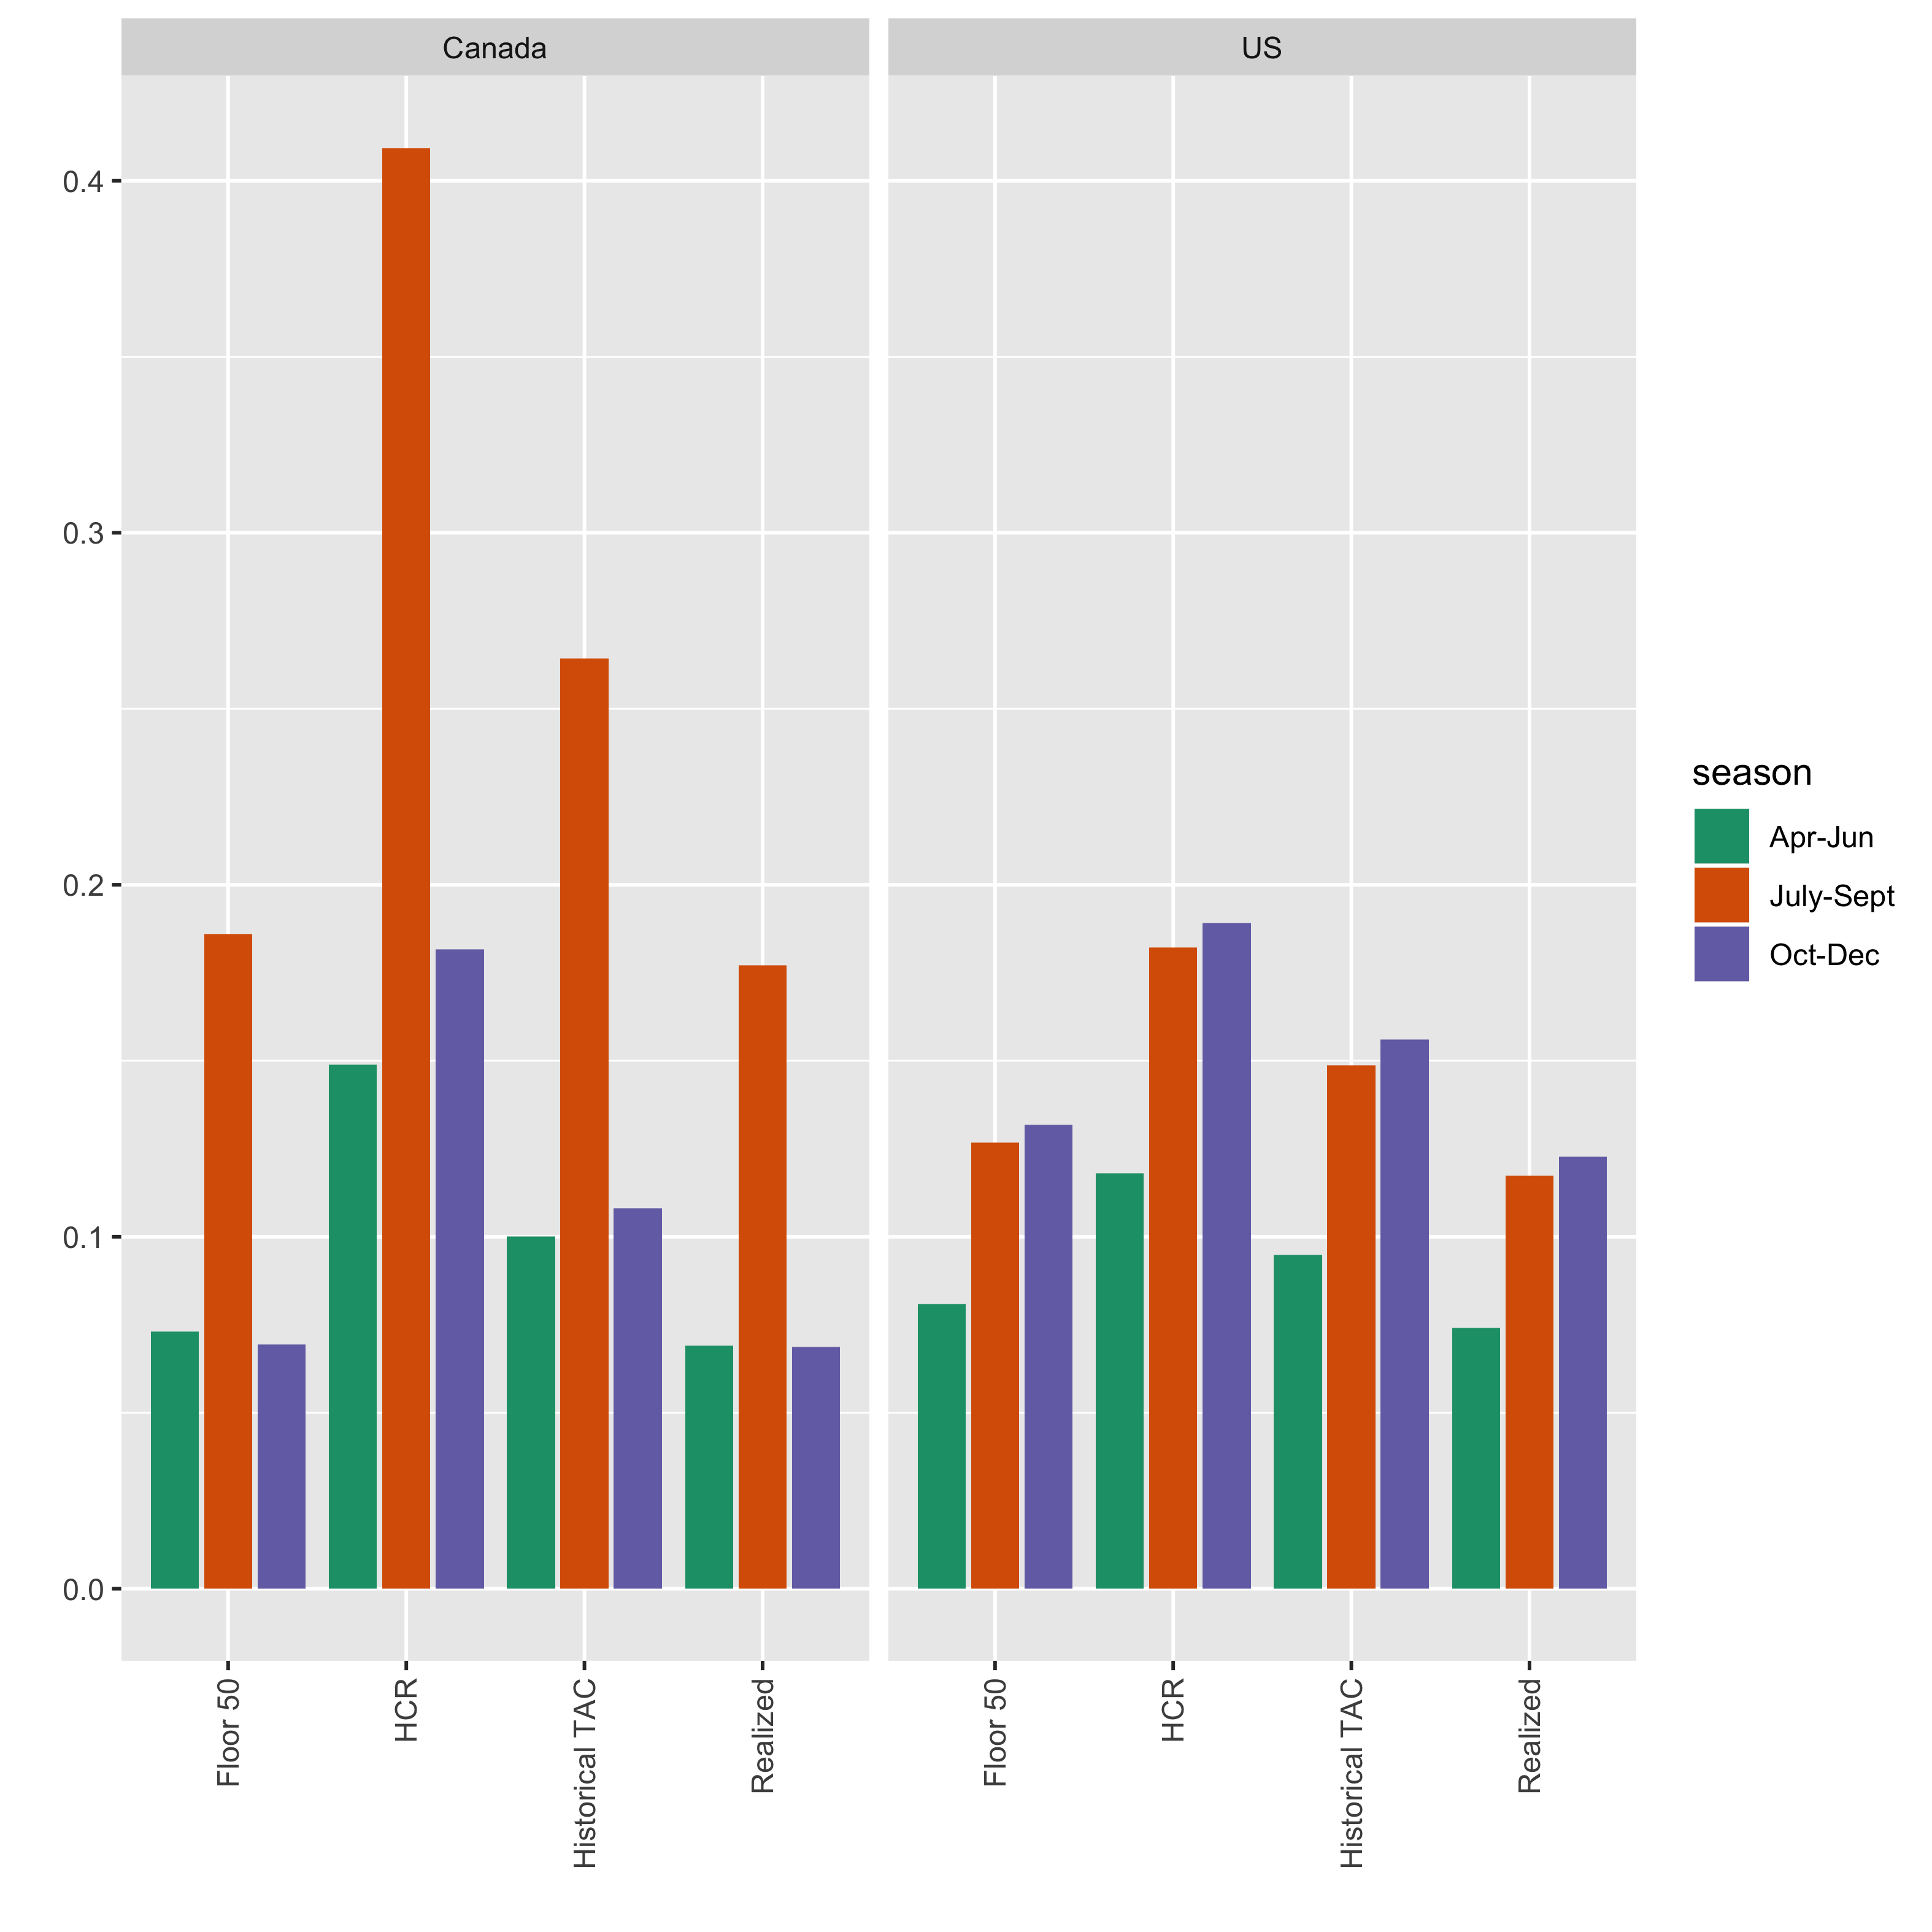 Canada
US
0.4
0.3
0.2
0.1
0.0
Floor 50
HCR
Historical TAC
Realized
Floor 50
HCR
Historical TAC
Realized
season
Apr-Jun
July-Sept
Oct-Dec